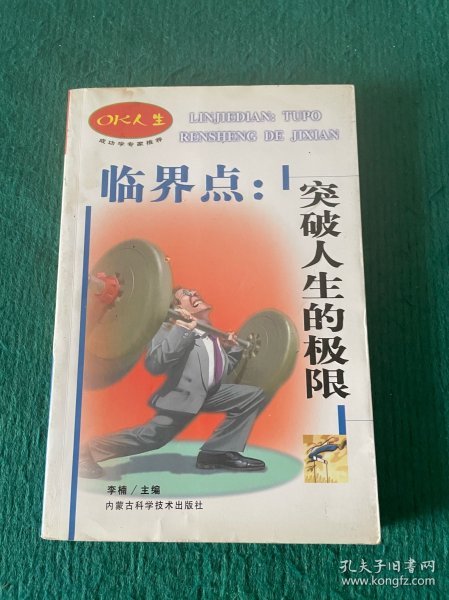 OK人生
成功学专家推荐
LINJIEDIAN: TUPO
RENSHENG DE JIXIAN
临界点：
突破人生的极限
李楠／主编
内蒙古科学技术出版社
孔夫子旧书网
www.kongfz.com